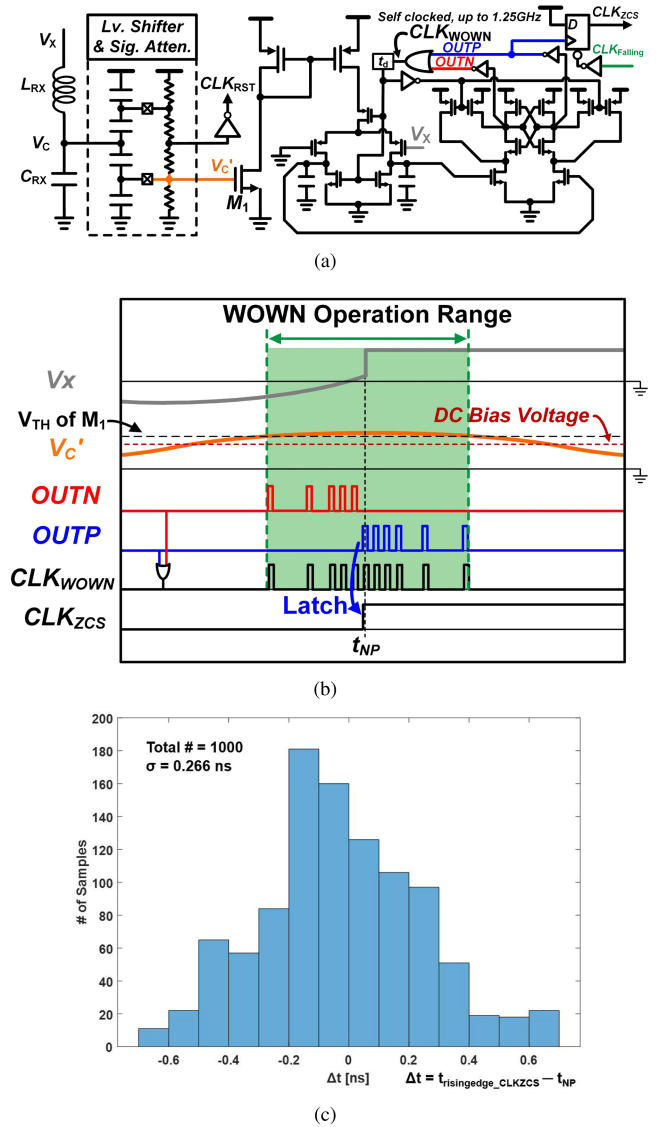 Lv. Shifter
& Sig. Atten.
VX
LRX
VC
CRX
CLKRST
VC'
M1
Self clocked, up to 1.25GHz
CLKWOWN
td
OUTP
OUTN
VX
D
CLKZCS
CLKFalling
(a)
WOWN Operation Range
Vx
VTH of M1
DC Bias Voltage
VC'
OUTN
OUTP
CLKWOWN
Latch
CLKZCS
tNP
(b)
200
180
160
140
120
100
80
60
40
20
0
# of Samples
Total # = 1000
σ = 0.266 ns
-0.6
-0.4
-0.2
0
0.2
0.4
0.6
Δt [ns]
Δt = trisingedge_CLKZCS — tNP
(c)